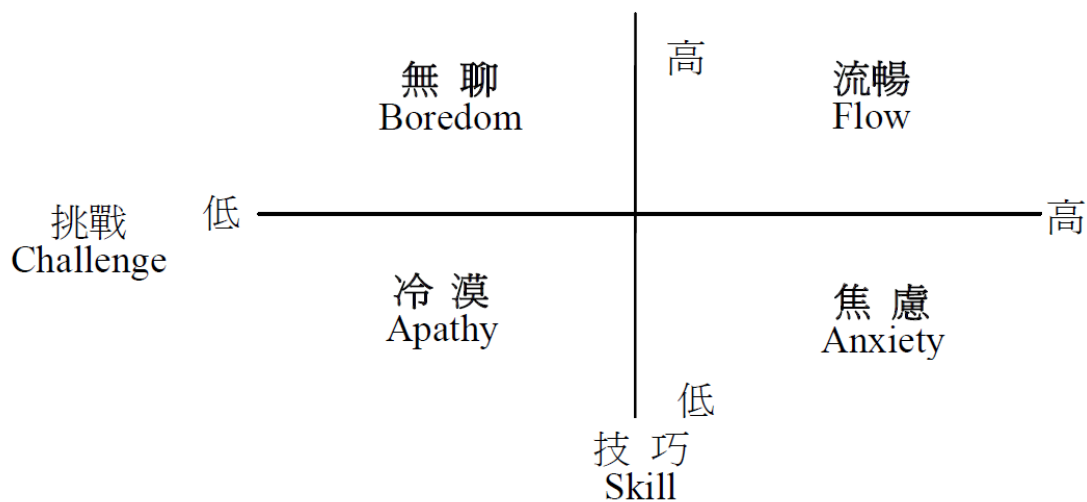 無 聊
Boredom
高
流暢
Flow
挑戰
Challenge
低
高
冷 漠
Apathy
焦 慮
Anxiety
低
技 巧
Skill